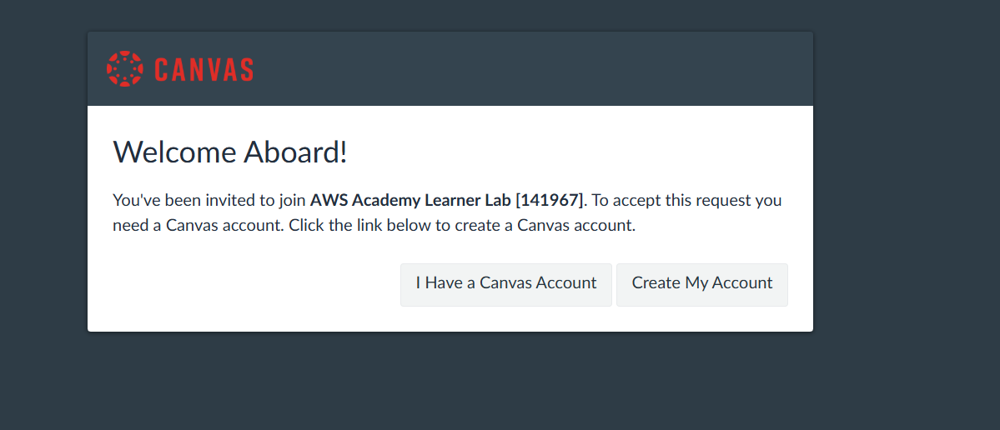 CANVAS
Welcome Aboard!
You've been invited to join AWS Academy Learner Lab [141967]. To accept this request you
need a Canvas account. Click the link below to create a Canvas account.
I Have a Canvas Account Create My Account